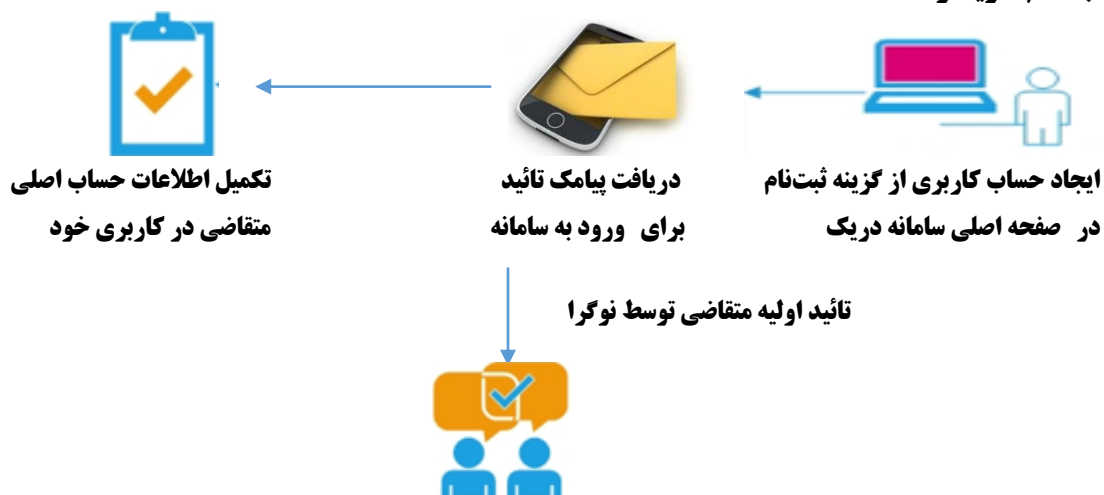 ایجاد حساب کاربری از گزینه ثبت‌نام
در صفحه اصلی سامانه دریک
دریافت پیامک تائید
برای ورود به سامانه
تکمیل اطلاعات حساب اصلی
متقاضی در کاربری خود
تائید اولیه متقاضی توسط نوگرا